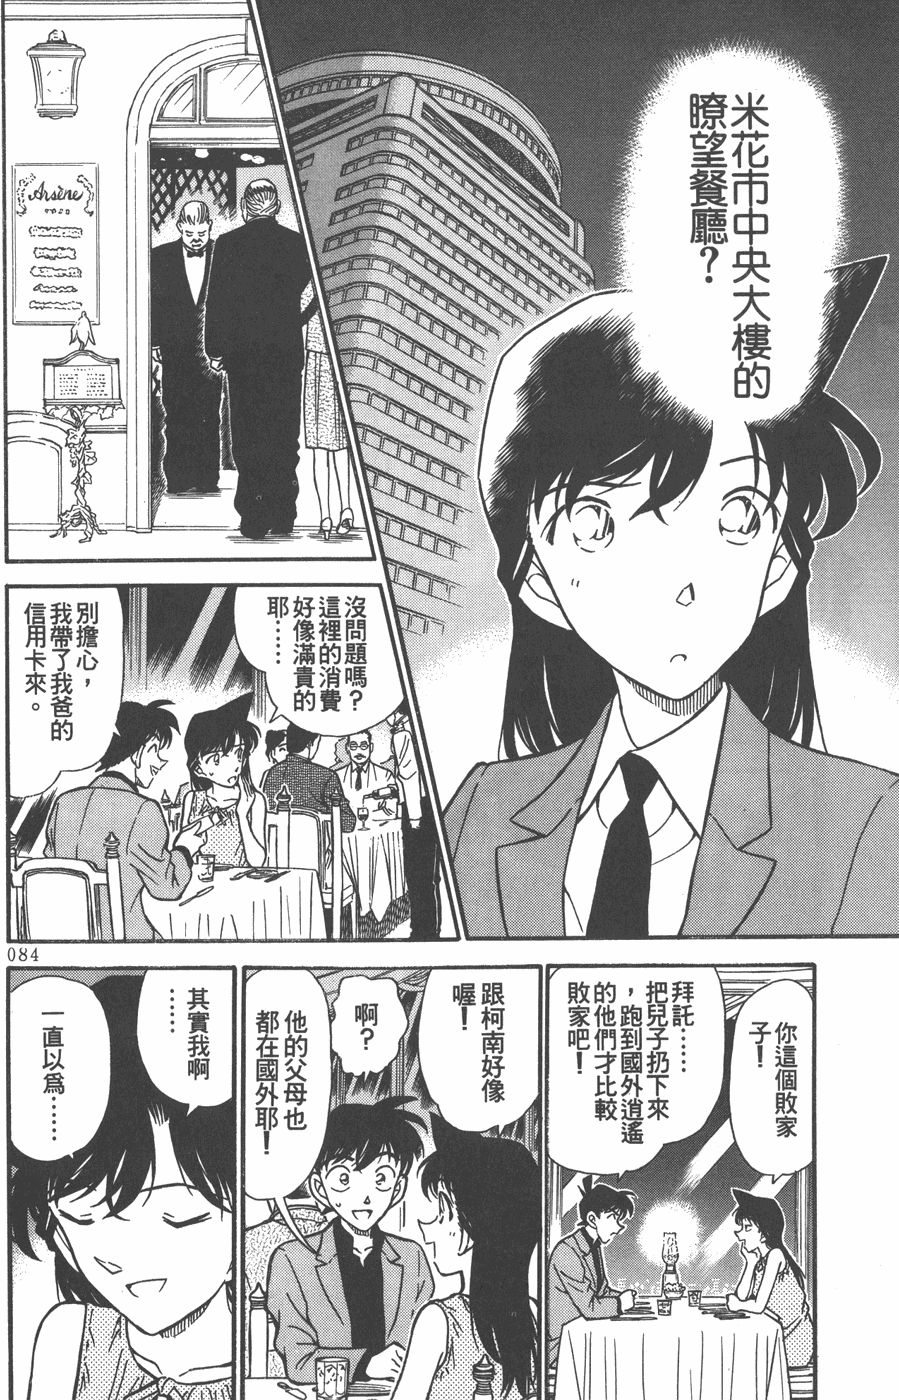 米花市中央大樓的
瞭望餐廳？
Arsène
沒問題嗎？
這裡的消費
好像滿貴的
耶……
別擔心，
我帶了我爸的
信用卡來。
084
你這個敗家
子！
拜託……
把兒子扔下來
，跑到國外逍遙
的他們才比較
敗家吧！
跟柯南好像
喔！
啊？
他的父母也
都在國外耶！
其實我啊
……
一直以爲……